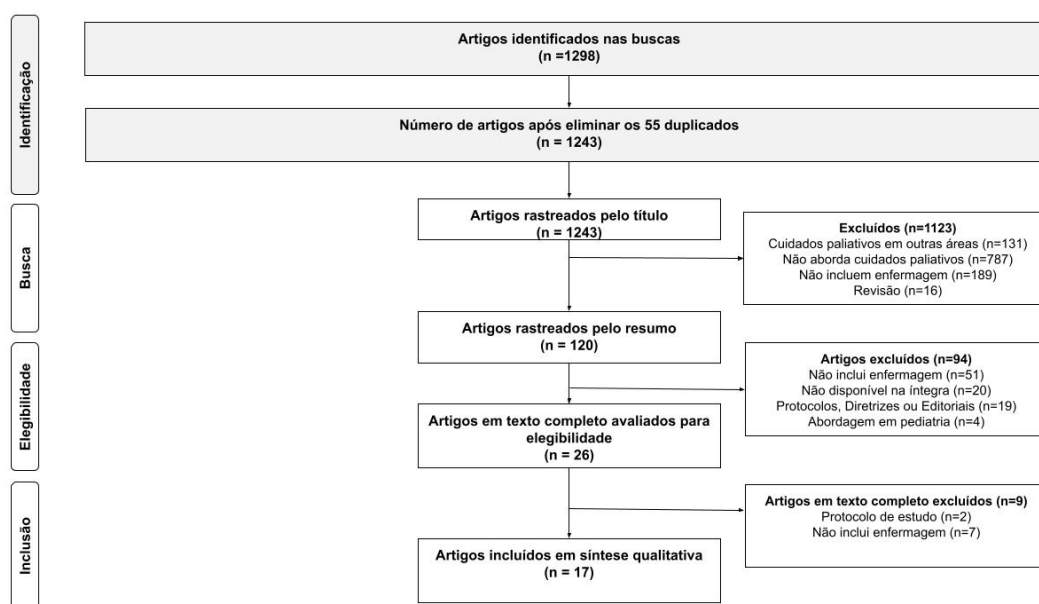 Identificação
Artigos identificados nas buscas
(n =1298)
Número de artigos após eliminar os 55 duplicados
(n = 1243)
Busca
Artigos rastreados pelo título
(n = 1243)
Excluídos (n=1123)
Cuidados paliativos em outras áreas (n=131)
Não aborda cuidados paliativos (n=787)
Não incluem enfermagem (n=189)
Revisão (n=16)
Artigos rastreados pelo resumo
(n = 120)
Elegibilidade
Artigos excluídos (n=94)
Não inclui enfermagem (n=51)
Não disponível na íntegra (n=20)
Protocolos, Diretrizes ou Editoriais (n=19)
Abordagem em pediatria (n=4)
Artigos em texto completo avaliados para
elegibilidade
(n = 26)
Inclusão
Artigos em texto completo excluídos (n=9)
Protocolo de estudo (n=2)
Não inclui enfermagem (n=7)
Artigos incluídos em síntese qualitativa
(n = 17)